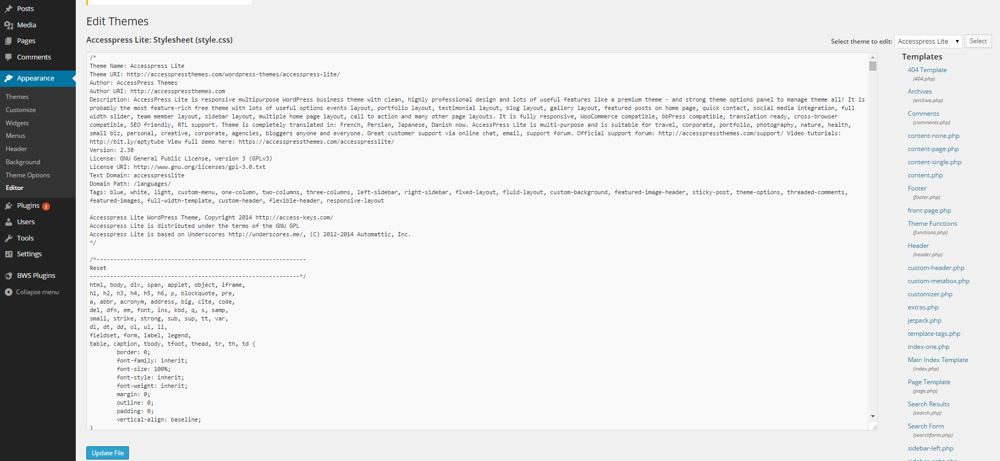 Posts
Media
Pages
Comments
Appearance
Themes
Customize
Widgets
Menus
Header
Background
Theme Options
Editor
Plugins 2
Users
Tools
Settings
BWS Plugins
Collapse menu
Edit Themes
Accesspress Lite: Stylesheet (style.css)
Select theme to edit: Accesspress Lite Select
/*
Theme Name: Accesspress Lite
Theme URI: http://accesspressthemes.com/wordpress-themes/accesspress-lite/
Author: AccessPress Themes
Author URI: http://accesspressthemes.com
Description: AccessPress Lite is responsive multipurpose WordPress business theme with clean, highly professional design and lots of useful features like a premium theme - and strong theme options panel to manage theme all! It is
probably the most feature-rich free theme with lots of useful options events layout, portfolio layout, testimonial layout, blog layout, gallery layout, featured posts on home page, quick contact, social media integration, full
width slider, team member layout, sidebar layout, multiple home page layout, call to action and many other page layouts. It is fully responsive, WooCommerce compatible, bbPress compatible, translation ready, cross-browser
compatible, SEO friendly, RTL support. Theme is completely translated in: French, Persian, Japanese, Danish now. AccessPress Lite is multi-purpose and is suitable for travel, corporate, portfolio, photography, nature, health,
small biz, personal, creative, corporate, agencies, bloggers anyone and everyone. Great customer support via online chat, email, support forum. Official support forum: http://accesspressthemes.com/support/ Video tutorials:
http://bit.ly/aptytube View full demo here: https://accesspressthemes.com/accesspresslite/
Version: 2.38
License: GNU General Public License, version 3 (GPLv3)
License URI: http://www.gnu.org/licenses/gpl-3.0.txt
Text Domain: accesspresslite
Domain Path: /languages/
Tags: blue, white, light, custom-menu, one-column, two-columns, three-columns, left-sidebar, right-sidebar, fixed-layout, fluid-layout, custom-background, featured-image-header, sticky-post, theme-options, threaded-comments,
featured-images, full-width-template, custom-header, flexible-header, responsive-layout
Accesspress Lite WordPress Theme, Copyright 2014 http://access-keys.com/
Accesspress Lite is distributed under the terms of the GNU GPL
Accesspress Lite is based on Underscores http://underscores.me/, (C) 2012-2014 Automattic, Inc.
*/
/*--------------------------------------------------------------
Reset
--------------------------------------------------------------*/
html, body, div, span, applet, object, iframe,
h1, h2, h3, h4, h5, h6, p, blockquote, pre,
a, abbr, acronym, address, big, cite, code,
del, dfn, em, font, ins, kbd, q, s, samp,
small, strike, strong, sub, sup, tt, var,
dl, dt, dd, ol, ul, li,
fieldset, form, label, legend,
table, caption, tbody, tfoot, thead, tr, th, td {
border: 0;
font-family: inherit;
font-size: 100%;
font-style: inherit;
font-weight: inherit;
margin: 0;
outline: 0;
padding: 0;
vertical-align: baseline;
}
Update File
Templates
404 Template
(404.php)
Archives
(archive.php)
Comments
(comments.php)
content-none.php
content-page.php
content-single.php
content.php
Footer
(footer.php)
front-page.php
Theme Functions
(functions.php)
Header
(header.php)
custom-header.php
custom-metabox.php
customizer.php
extras.php
jetpack.php
template-tags.php
index-one.php
Main Index Template
(index.php)
Page Template
(page.php)
Search Results
(search.php)
Search Form
(searchform.php)
sidebar-left.php